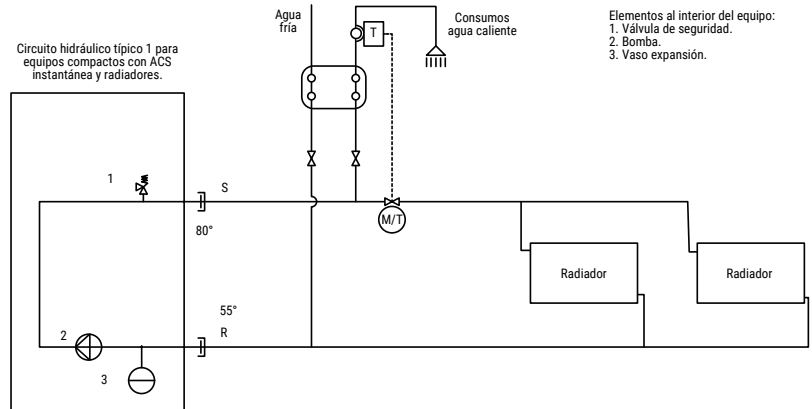 Circuito hidráulico típico 1 para
equipos compactos con ACS
instantánea y radiadores.
Agua
fría
T
Consumos
agua caliente
Elementos al interior del equipo:
1. Válvula de seguridad.
2. Bomba.
3. Vaso expansión.
1
S
80°
M/T
Radiador
Radiador
55°
R
2
3